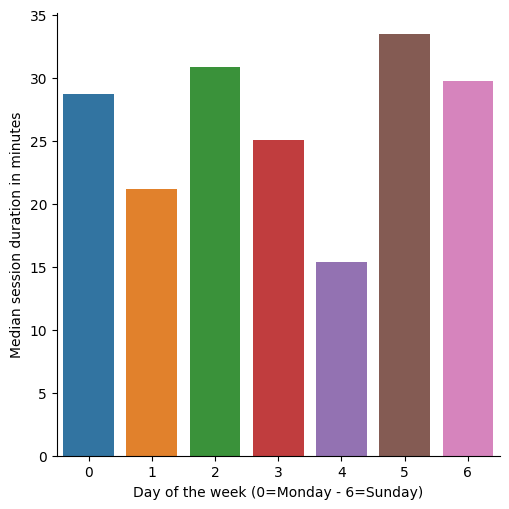 35
30
25
20
15
10
5
0
Median session duration in minutes
0 1 2 3 4 5 6
Day of the week (0=Monday - 6=Sunday)